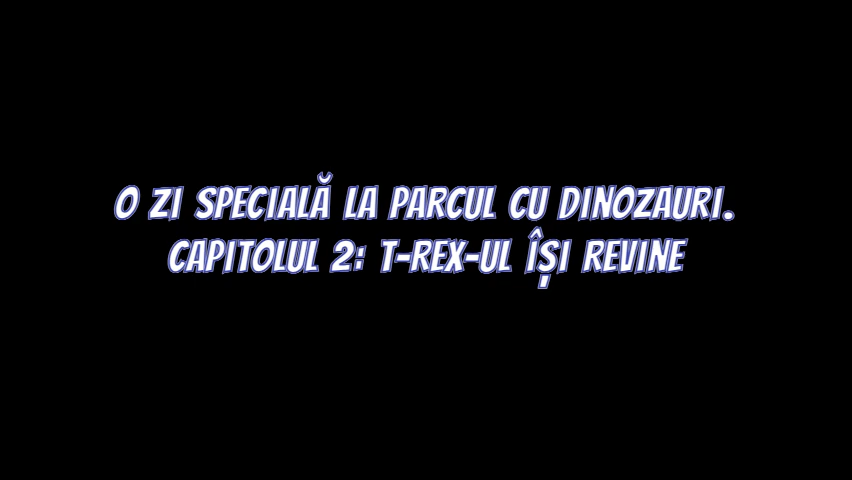 O ZI SPECIALĂ LA PARCUL CU DINOZAURI.
CAPITOLUL 2: T-REX-UL ÎȘI REVINE